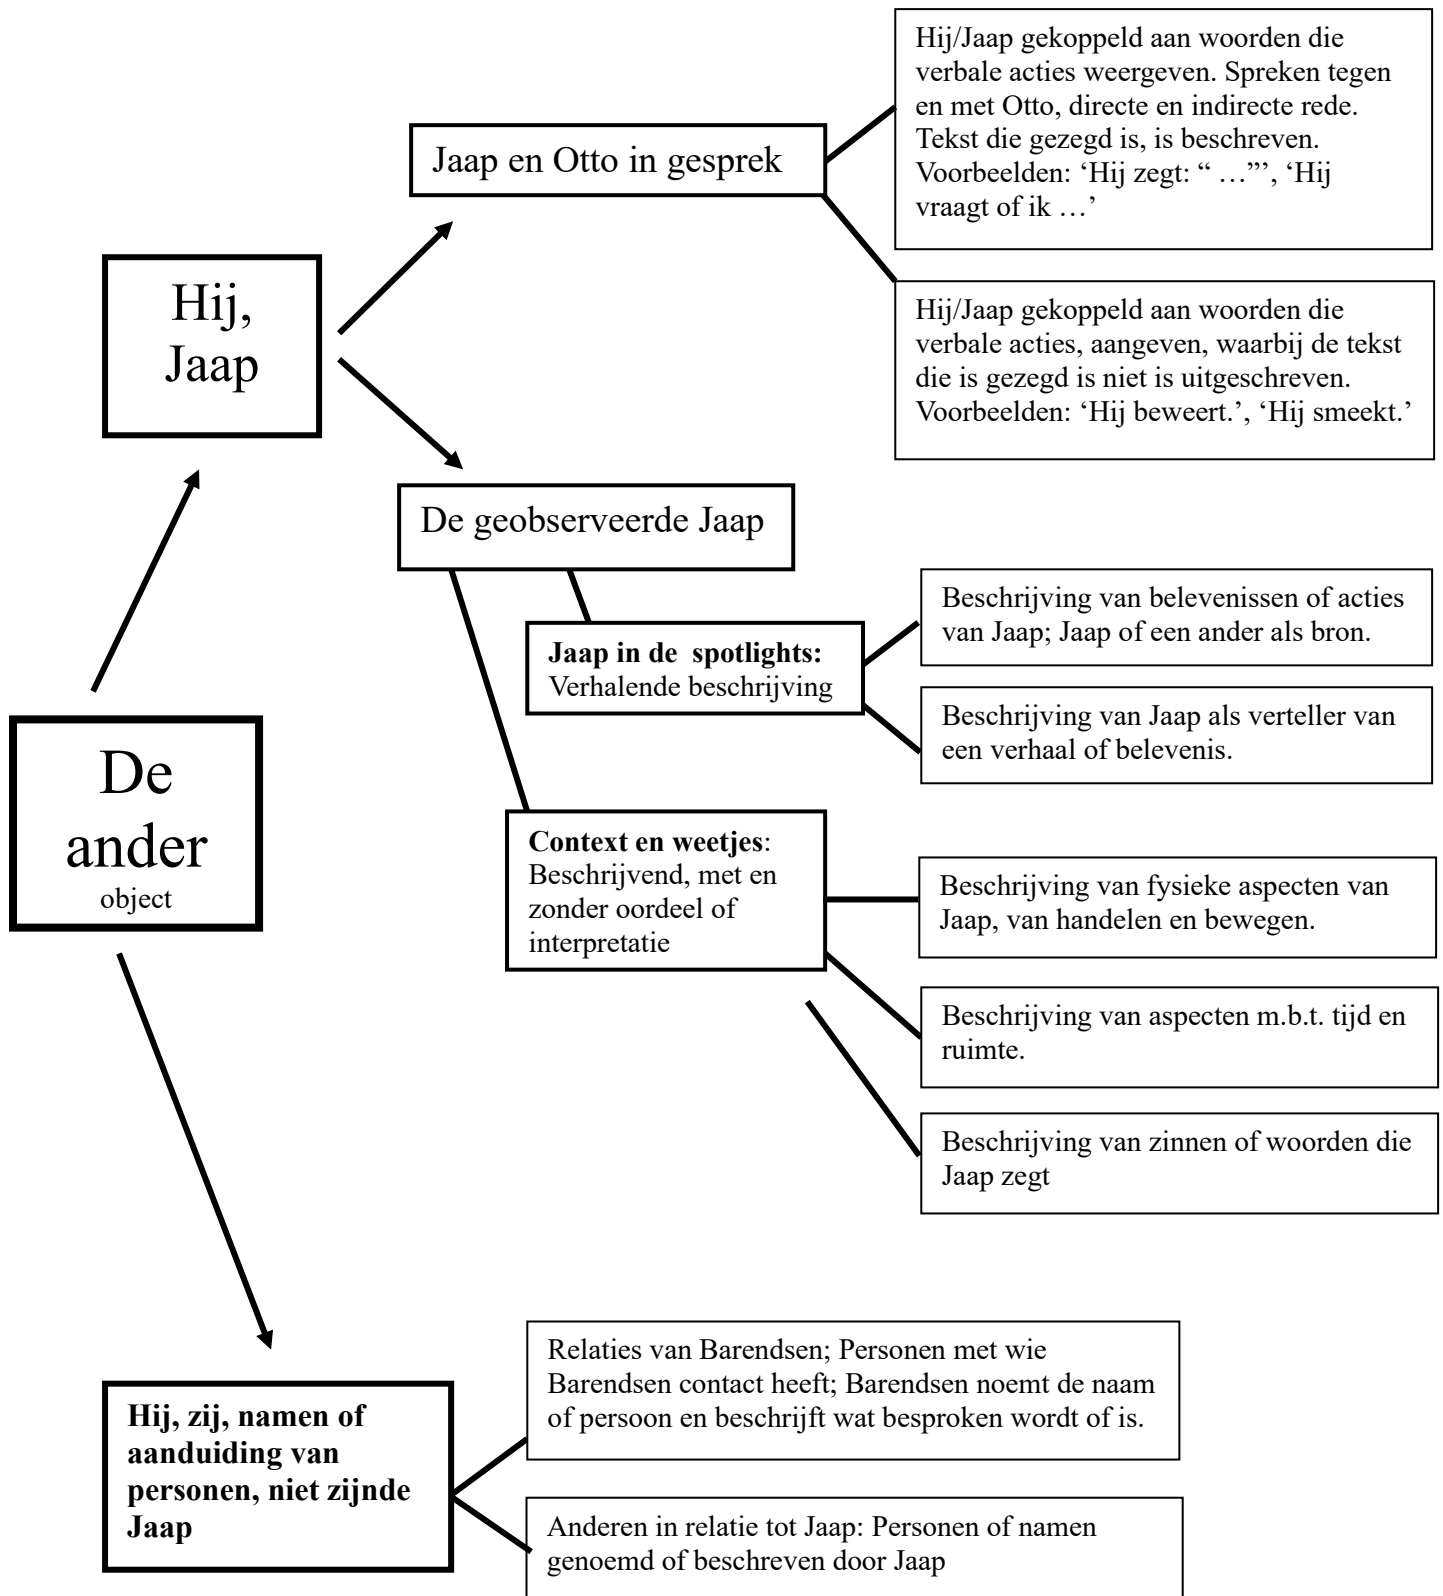 Hij/Jaap gekoppeld aan woorden die
verbale acties weergeven. Spreken tegen
en met Otto, directe en indirecte rede.
Tekst die gezegd is, is beschreven.
Voorbeelden: ‘Hij zegt: “ …”’, ‘Hij
vraagt of ik …’
Jaap en Otto in gesprek
Hij,
Jaap
Hij/Jaap gekoppeld aan woorden die
verbale acties, aangeven, waarbij de tekst
die is gezegd is niet is uitgeschreven.
Voorbeelden: ‘Hij beweert.’, ‘Hij smeekt.’
De geobserveerde Jaap
Beschrijving van belevenissen of acties
van Jaap; Jaap of een ander als bron.
Jaap in de spotlights:
Verhalende beschrijving
Beschrijving van Jaap als verteller van
een verhaal of belevenis.
De
ander
object
Context en weetjes:
Beschrijvend, met en
zonder oordeel of
interpretatie
Beschrijving van fysieke aspecten van
Jaap, van handelen en bewegen.
Beschrijving van aspecten m.b.t. tijd en
ruimte.
Beschrijving van zinnen of woorden die
Jaap zegt
Relaties van Barendsen; Personen met wie
Barendsen contact heeft; Barendsen noemt de naam
of persoon en beschrijft wat besproken wordt of is.
Hij, zij, namen of
aanduiding van
personen, niet zijnde
Jaap
Anderen in relatie tot Jaap: Personen of namen
genoemd of beschreven door Jaap